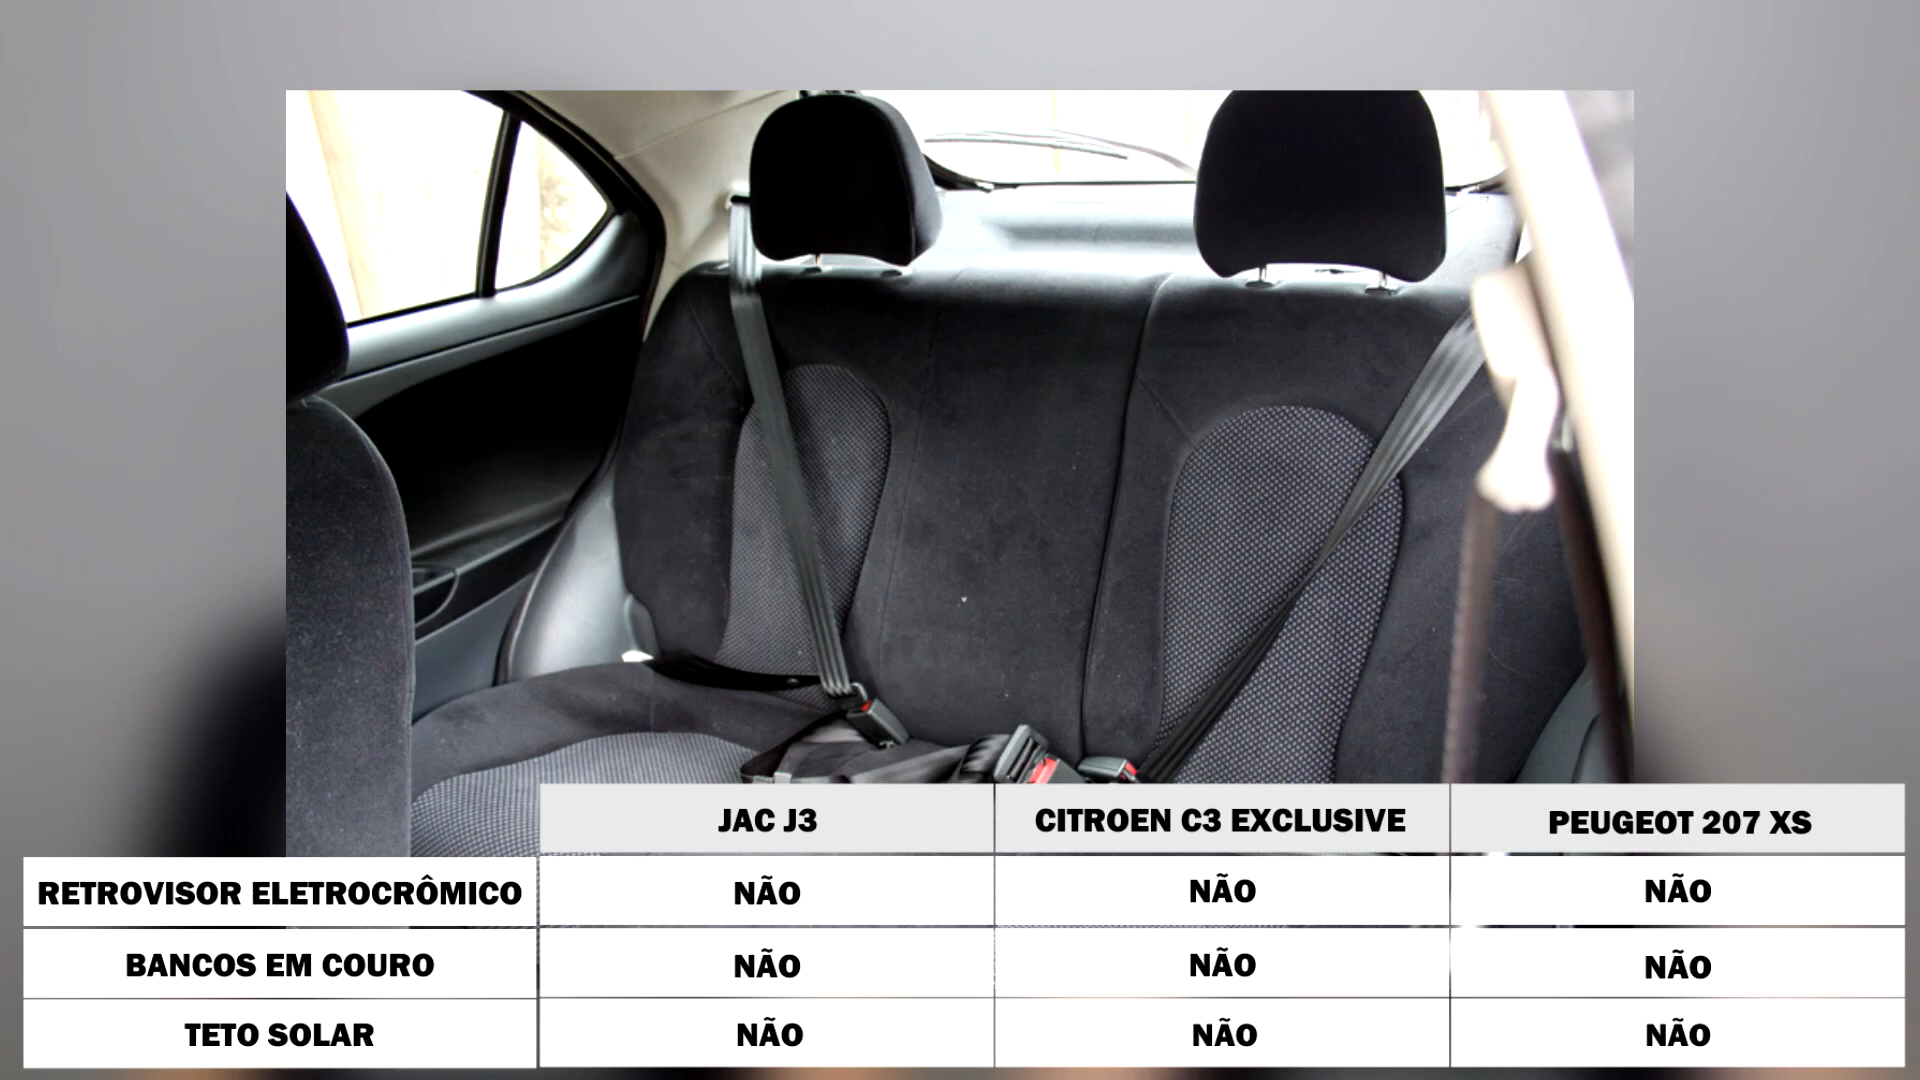 JAC J3 CITROEN C3 EXCLUSIVE PEUGEOT 207 XS
RETROVISOR ELETROCRÔMICO NÃO NÃO NÃO
BANCOS EM COURO NÃO NÃO NÃO
TETO SOLAR NÃO NÃO NÃO